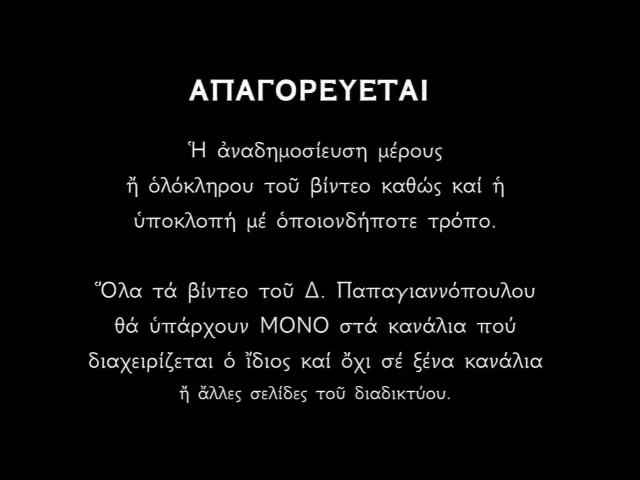 ΑΠΑΓΟΡΕΥΕΤΑΙ
Ἡ ἀναδημοσίευση μέρους
ἤ ὁλόκληρου τοῦ βίντεο καθώς καί ἡ
ὑποκλοπή μέ ὁποιονδήποτε τρόπο.
Ὅλα τά βίντεο τοῦ Δ. Παπαγιαννόπουλου
θά ὑπάρχουν ΜΟΝΟ στά κανάλια πού
διαχειρίζεται ὁ ἴδιος καί ὄχι σέ ξένα κανάλια
ἤ ἄλλες σελίδες τοῦ διαδικτύου.